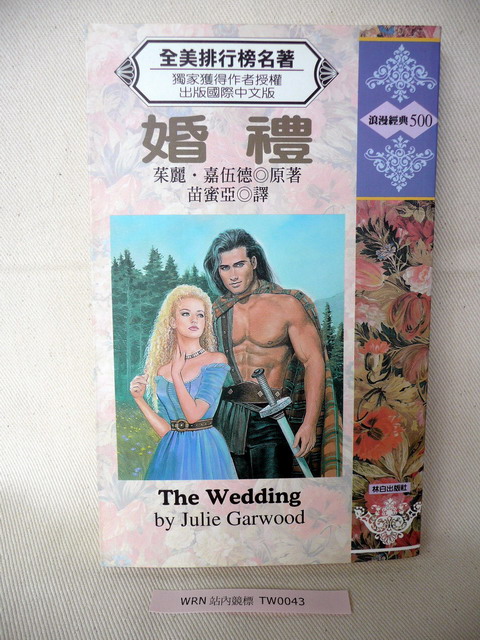 全美排行榜名著
獨家獲得作者授權
出版國際中文版
婚禮
茱麗・嘉伍德◎原著
苗蜜亞◎譯
浪漫經典500
The Wedding
by Julie Garwood
林白出版社
WRN 站內競標 TW0043